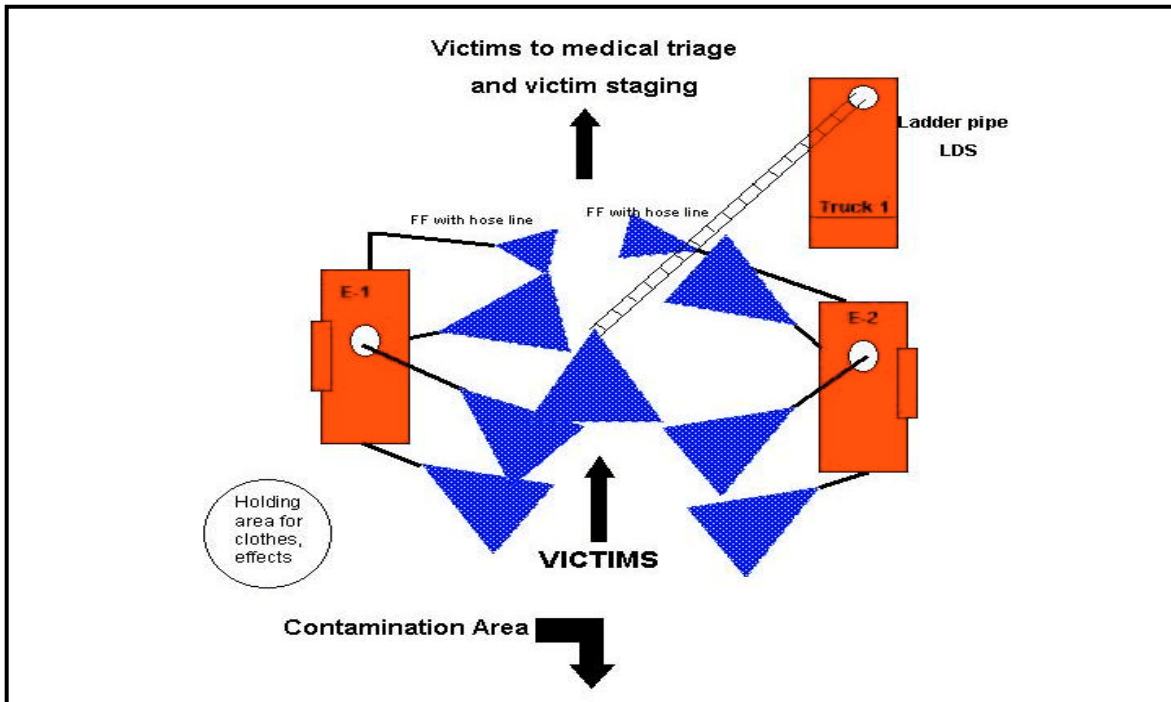 Victims to medical triage
and victim staging
Ladder pipe
LDS
Truck 1
FF with hose line
FF with hose line
E-1
E-2
Holding
area for
clothes,
effects
VICTIMS
Contamination Area